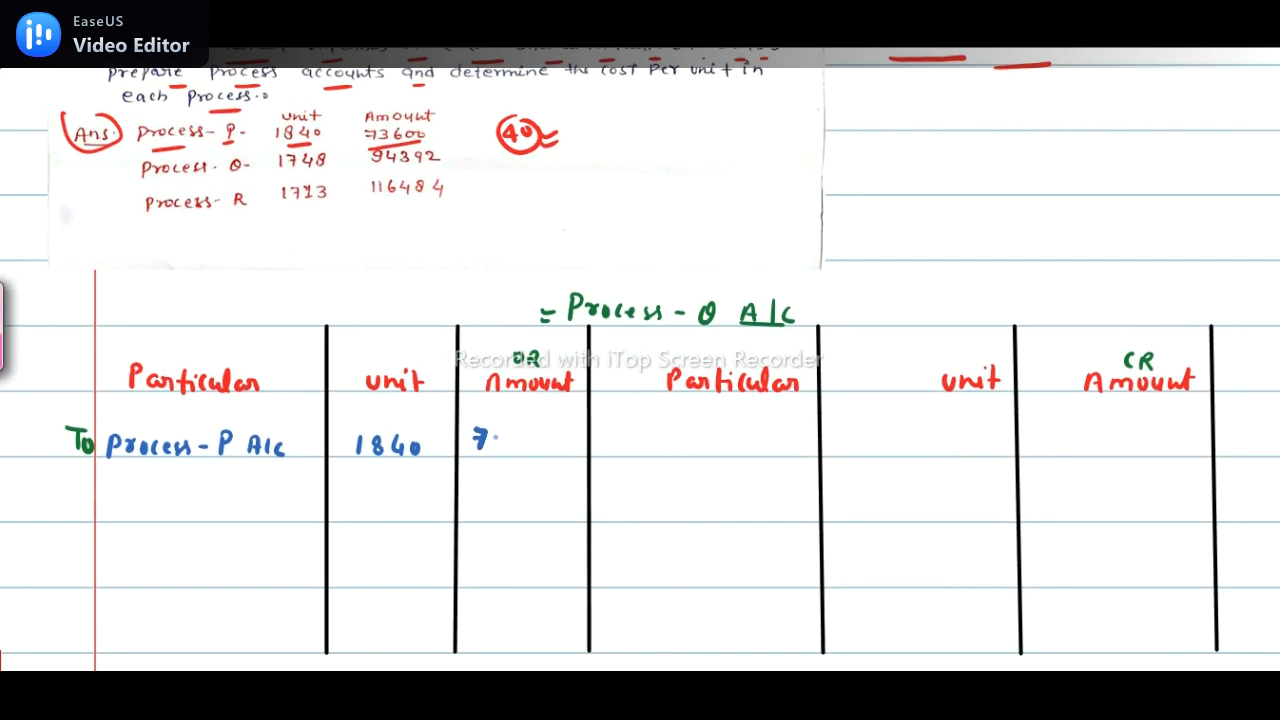 EaseUS
Video Editor
prepare process accounts and determine the cost per unit in
each process.
unit Amount
Ans. process- P- 1840 73600 40 =
process- Q- 1748 94392
process- R 1713 116484
= Process - Q A/c
Recorded with iTop Screen Recorder
DR CR
Particular unit Amount Particular unit Amount
To process - P A/c 1840 7